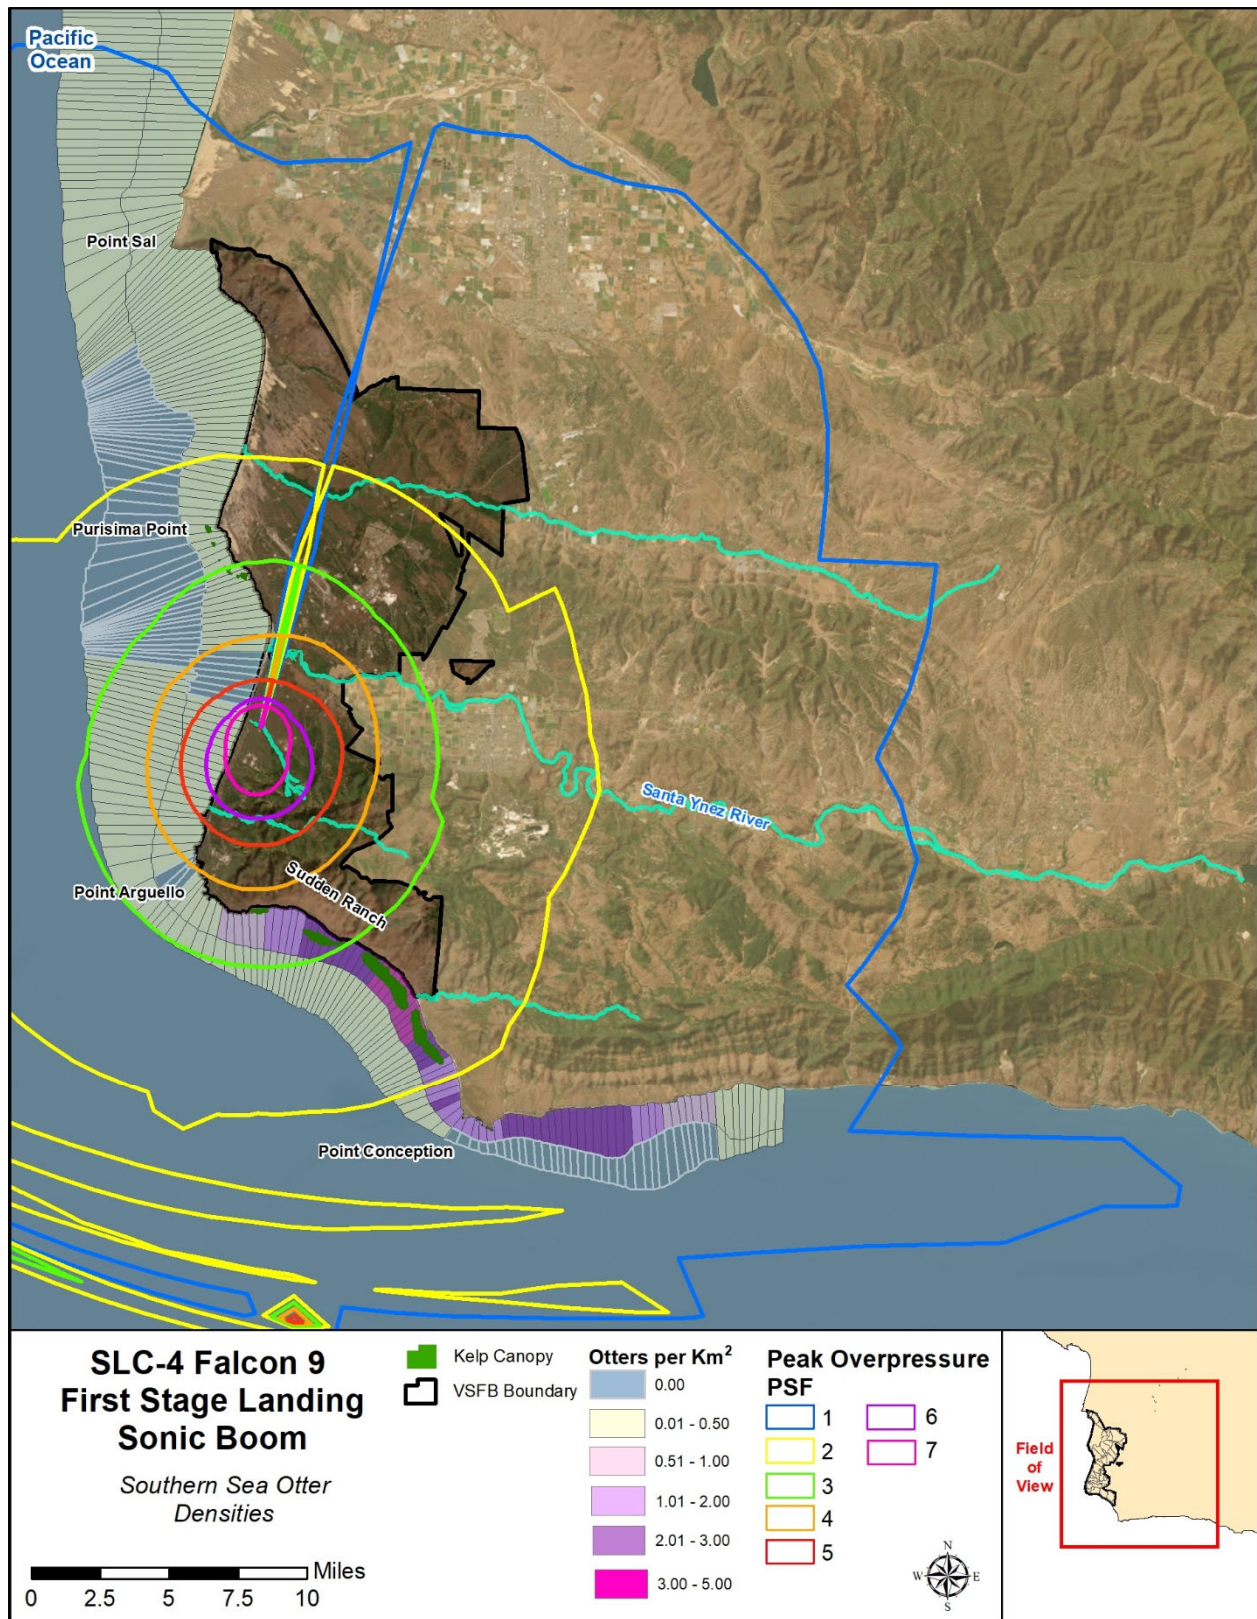 Pacific
Ocean
Point Sal
Purisima Point
Santa Ynez River
Point Arguello
Sudden Ranch
Point Conception
SLC-4 Falcon 9
First Stage Landing
Sonic Boom
Southern Sea Otter
Densities
Miles
0 2.5 5 7.5 10
Kelp Canopy
VSFB Boundary
Otters per Km²
0.00
0.01 - 0.50
0.51 - 1.00
1.01 - 2.00
2.01 - 3.00
3.00 - 5.00
Peak Overpressure
PSF
1
2
3
4
5
6
7
N
W E
S
Field
of
View